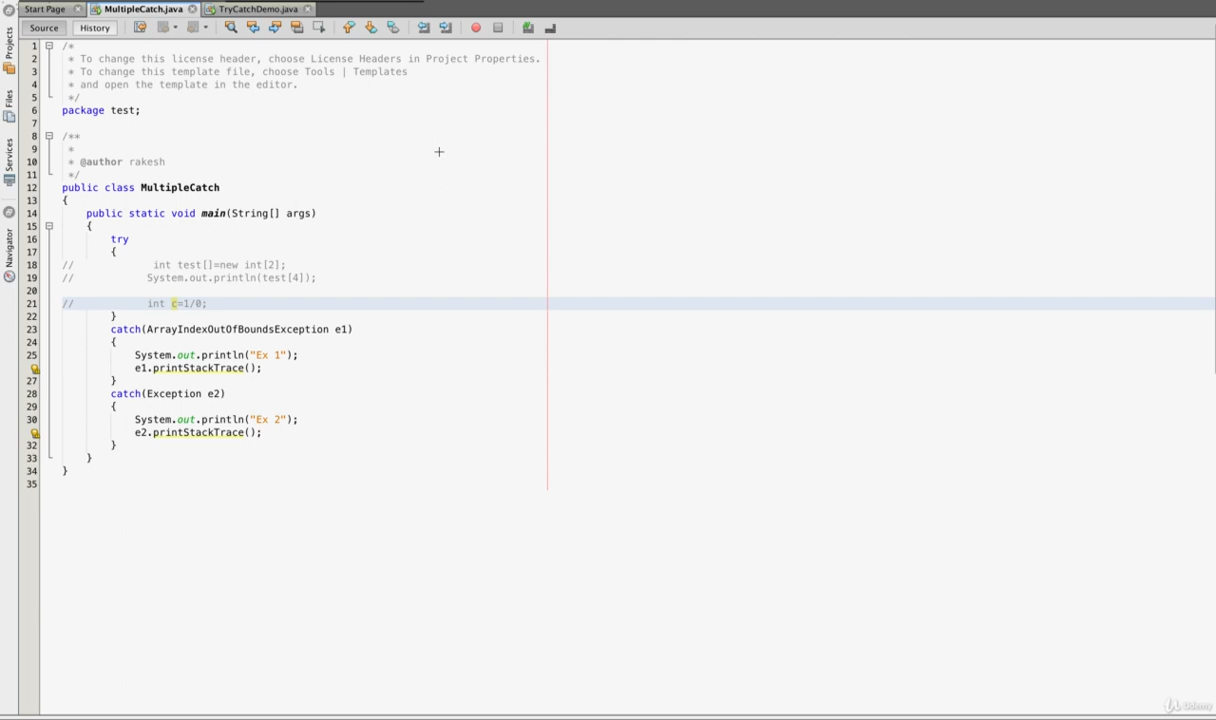 Start Page
MultipleCatch.java
TryCatchDemo.java
Source
History
Projects
Files
Services
Navigator
1 /*
2 * To change this license header, choose License Headers in Project Properties.
3 * To change this template file, choose Tools | Templates
4 * and open the template in the editor.
5 */
6 package test;
7
8 /**
9 *
10 * @author rakesh
11 */
12 public class MultipleCatch
13 {
14 public static void main(String[] args)
15 {
16 try
17 {
18 // int test[]=new int[2];
19 // System.out.println(test[4]);
20
21 // int c=1/0;
22 }
23 catch(ArrayIndexOutOfBoundsException e1)
24 {
25 System.out.println("Ex 1");
e1.printStackTrace();
27 }
28 catch(Exception e2)
29 {
30 System.out.println("Ex 2");
e2.printStackTrace();
32 }
33 }
34 }
35
Udemy